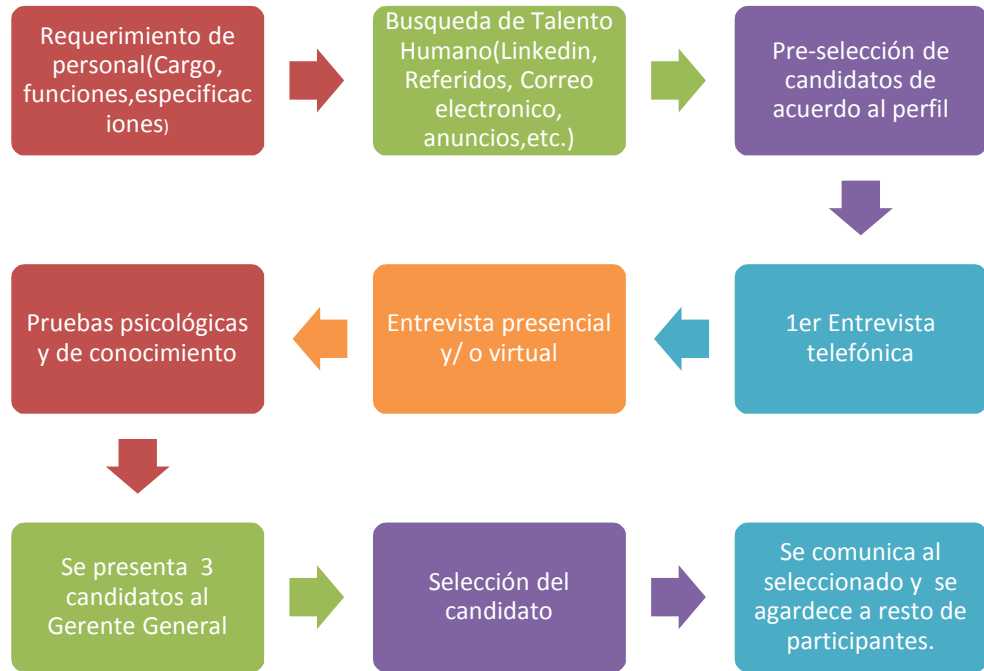 Requerimiento de
personal(Cargo,
funciones,especificac
iones)
Busqueda de Talento
Humano(Linkedin,
Referidos, Correo
electronico,
anuncios,etc.)
Pre-selección de
candidatos de
acuerdo al perfil
1er Entrevista
telefónica
Entrevista presencial
y/ o virtual
Pruebas psicológicas
y de conocimiento
Se presenta 3
candidatos al
Gerente General
Selección del
candidato
Se comunica al
seleccionado y se
agardece a resto de
participantes.